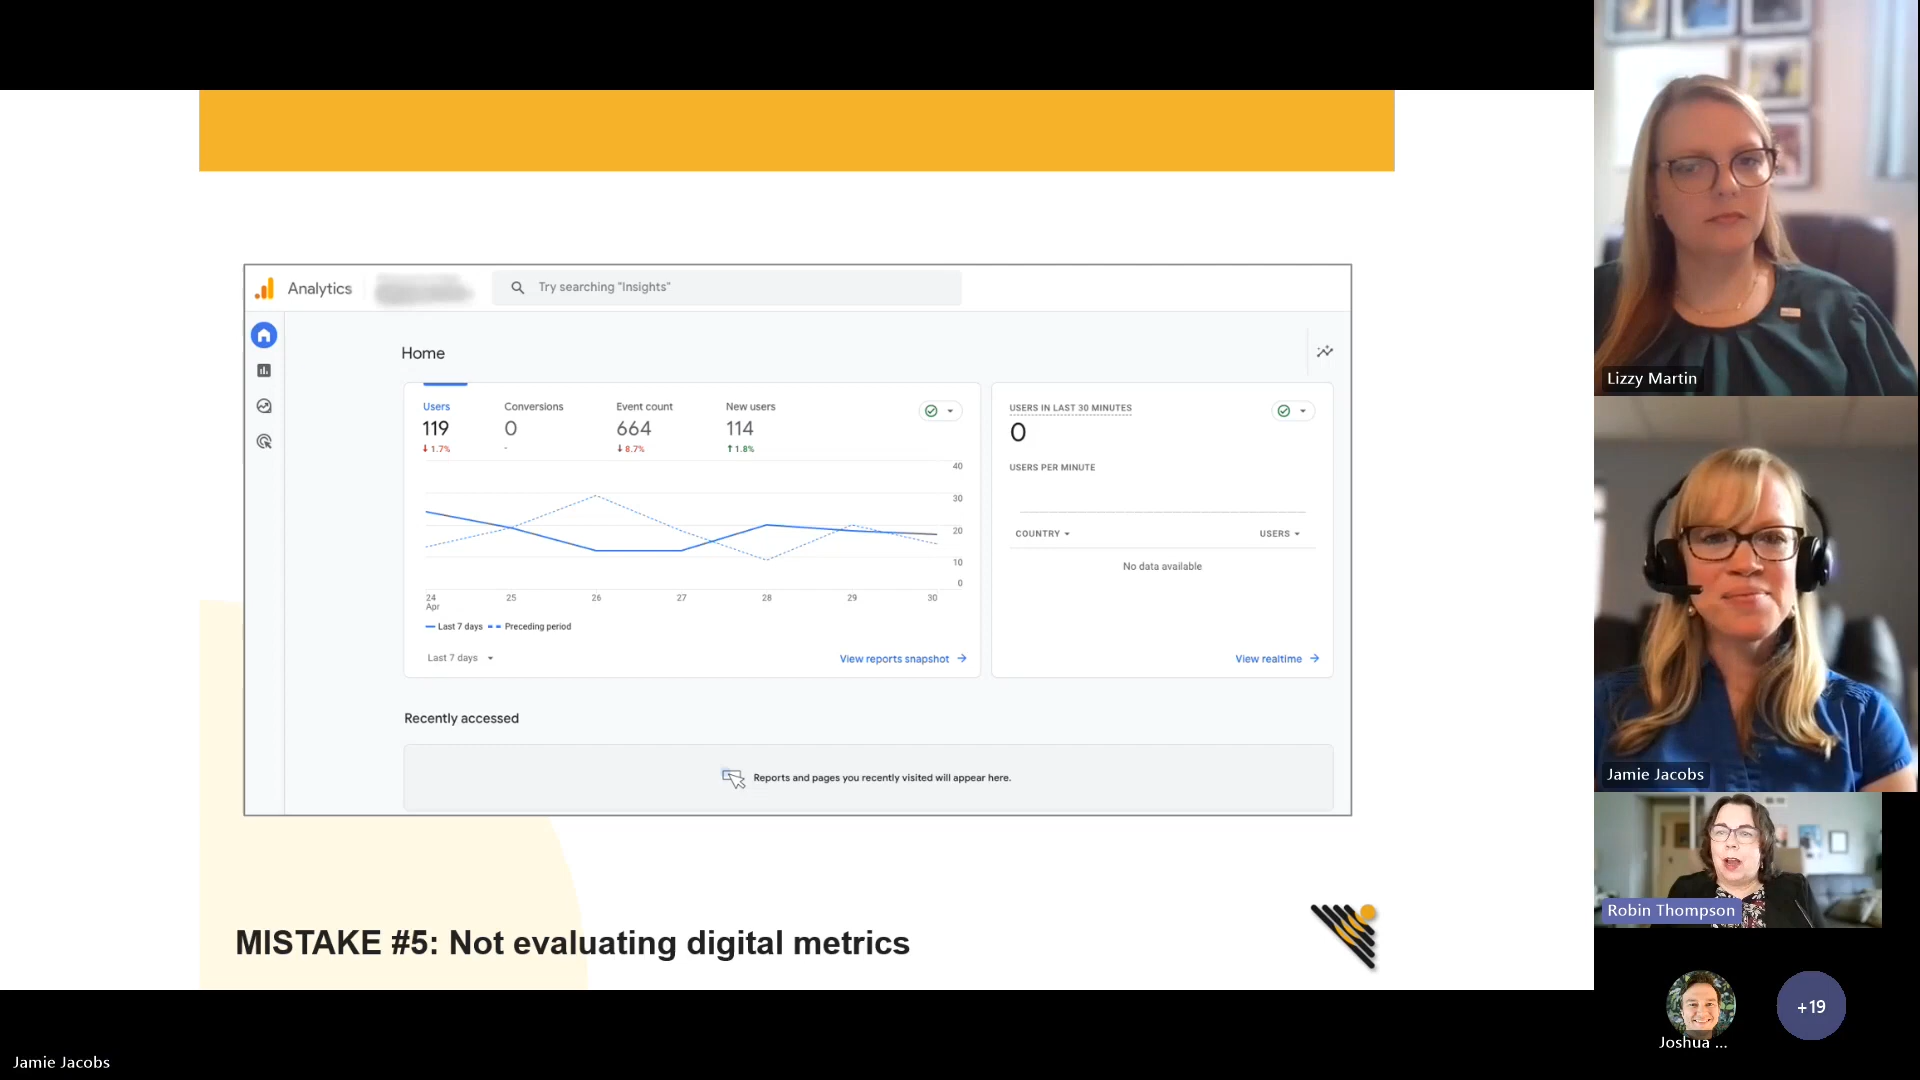 Analytics
Try searching "Insights"
Home
Users
119
1.7%
Conversions
0
-
Event count
664
8.7%
New users
114
1.8%
40
30
20
10
0
24
Apr
25
26
27
28
29
30
Last 7 days
Preceding period
Last 7 days
View reports snapshot
USERS IN LAST 30 MINUTES
0
USERS PER MINUTE
COUNTRY
USERS
No data available
View realtime
Recently accessed
Reports and pages you recently visited will appear here.
MISTAKE #5: Not evaluating digital metrics
Lizzy Martin
Jamie Jacobs
Robin Thompson
Joshua ...
+19
Jamie Jacobs